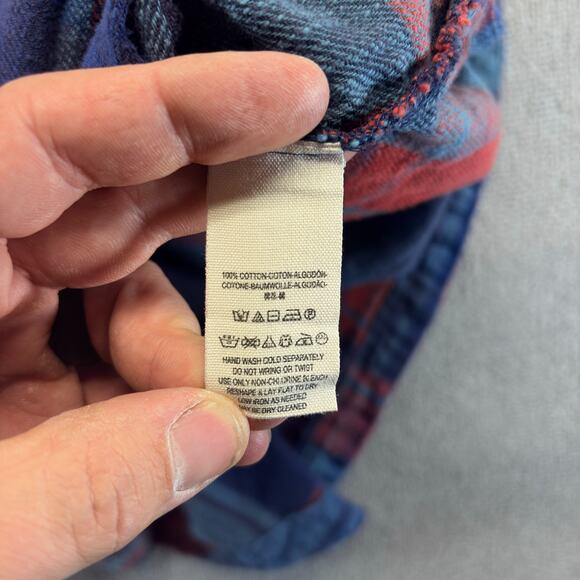 100% COTTON-COTON-ALGODÓN-
COTONE-BAUMWOLLE-ALGODÃO-
HAND WASH COLD SEPARATELY
DO NOT WRING OR TWIST
USE ONLY NON-CHLORINE BLEACH
RESHAPE & LAY FLAT TO DRY
LOW IRON AS NEEDED
MAY BE DRY CLEANED